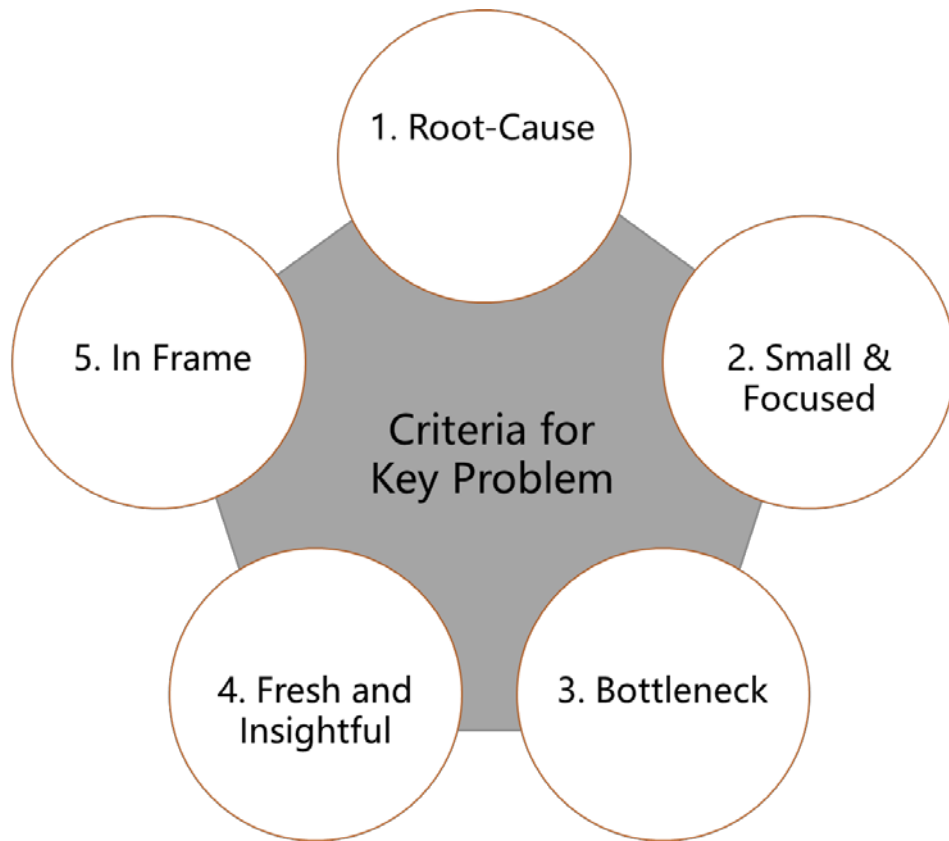 1. Root-Cause
2. Small &
Focused
3. Bottleneck
4. Fresh and
Insightful
5. In Frame
Criteria for
Key Problem